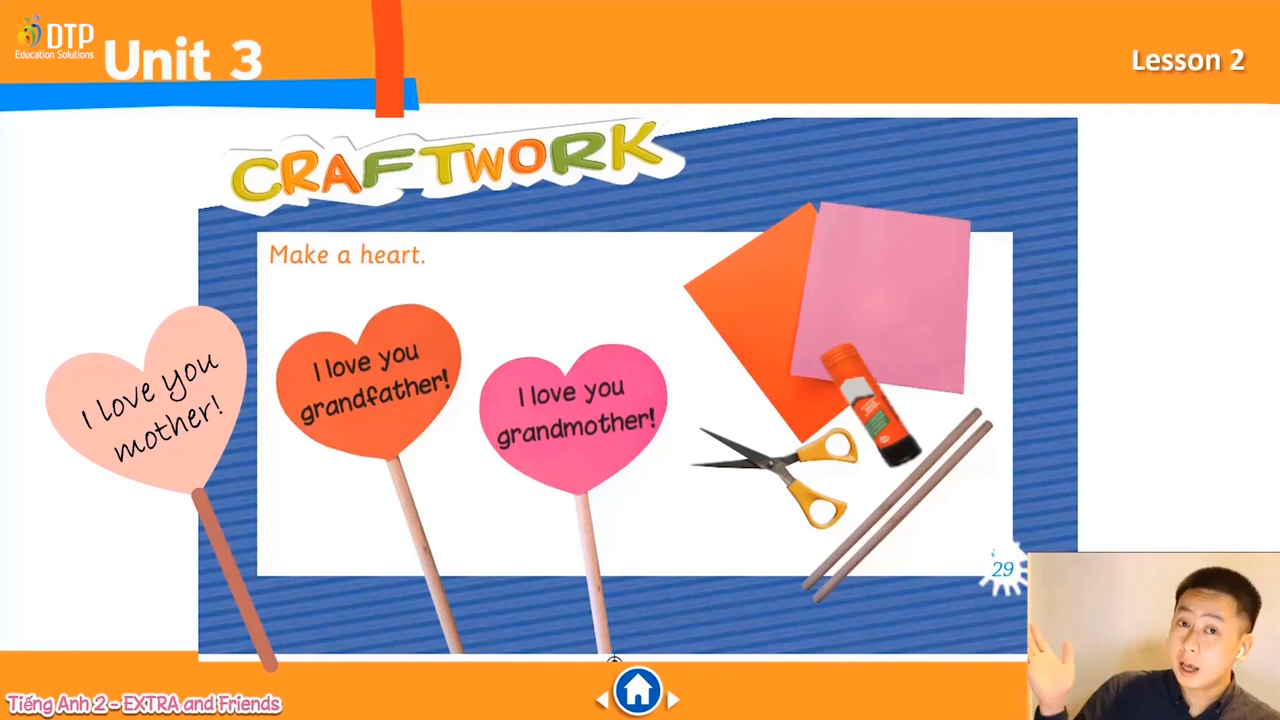 DTP
Education Solutions
Unit 3
Lesson 2
CRAFTWORK
Make a heart.
I love you
mother!
I love you
grandfather!
I love you
grandmother!
29
Tiếng Anh 2 - EXTRA and Friends